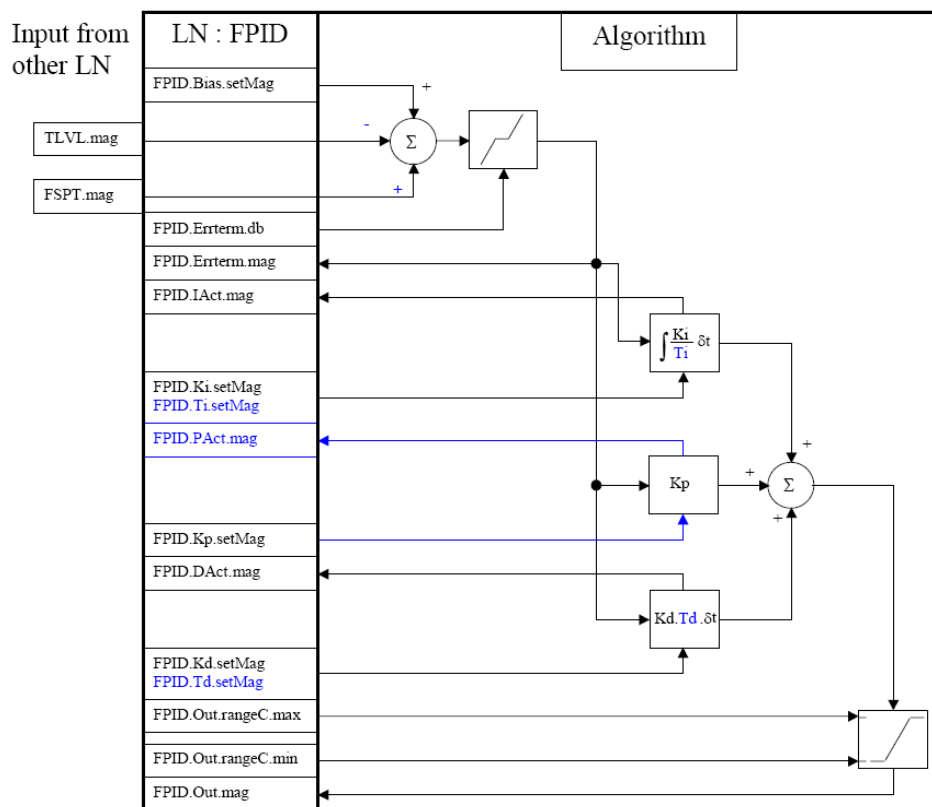 Input from
other LN
LN : FPID
Algorithm
FPID.Bias.setMag
+
-
TLVL.mag
Σ
FSPT.mag
+
FPID.Errterm.db
FPID.Errterm.mag
FPID.IAct.mag
∫ Ki/Ti δt
FPID.Ki.setMag
FPID.Ti.setMag
FPID.PAct.mag
+
Kp
+
Σ
+
FPID.Kp.setMag
FPID.DAct.mag
Kd.Td.δt
FPID.Kd.setMag
FPID.Td.setMag
FPID.Out.rangeC.max
FPID.Out.rangeC.min
FPID.Out.mag